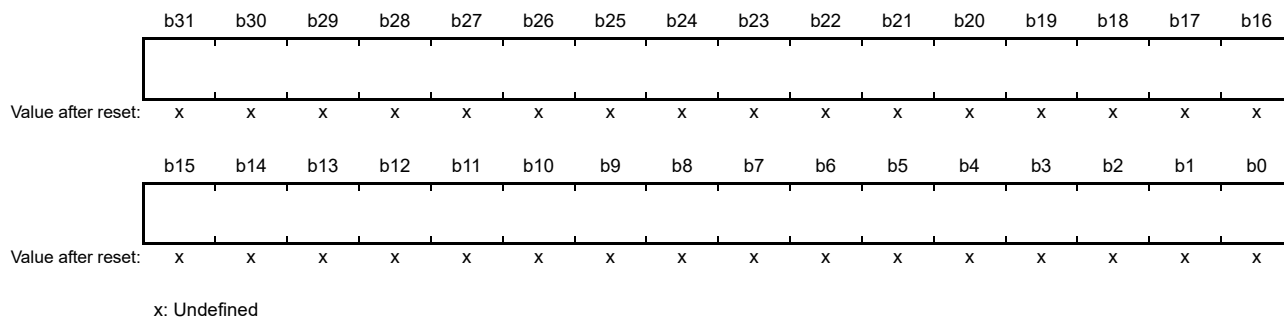 b31 b30 b29 b28 b27 b26 b25 b24 b23 b22 b21 b20 b19 b18 b17 b16
Value after reset: x x x x x x x x x x x x x x x x
b15 b14 b13 b12 b11 b10 b9 b8 b7 b6 b5 b4 b3 b2 b1 b0
Value after reset: x x x x x x x x x x x x x x x x
x: Undefined